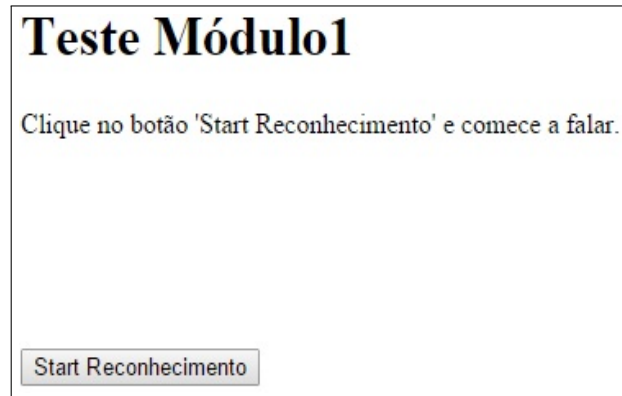 Teste Módulo1
Clique no botão 'Start Reconhecimento' e comece a falar.
Start Reconhecimento